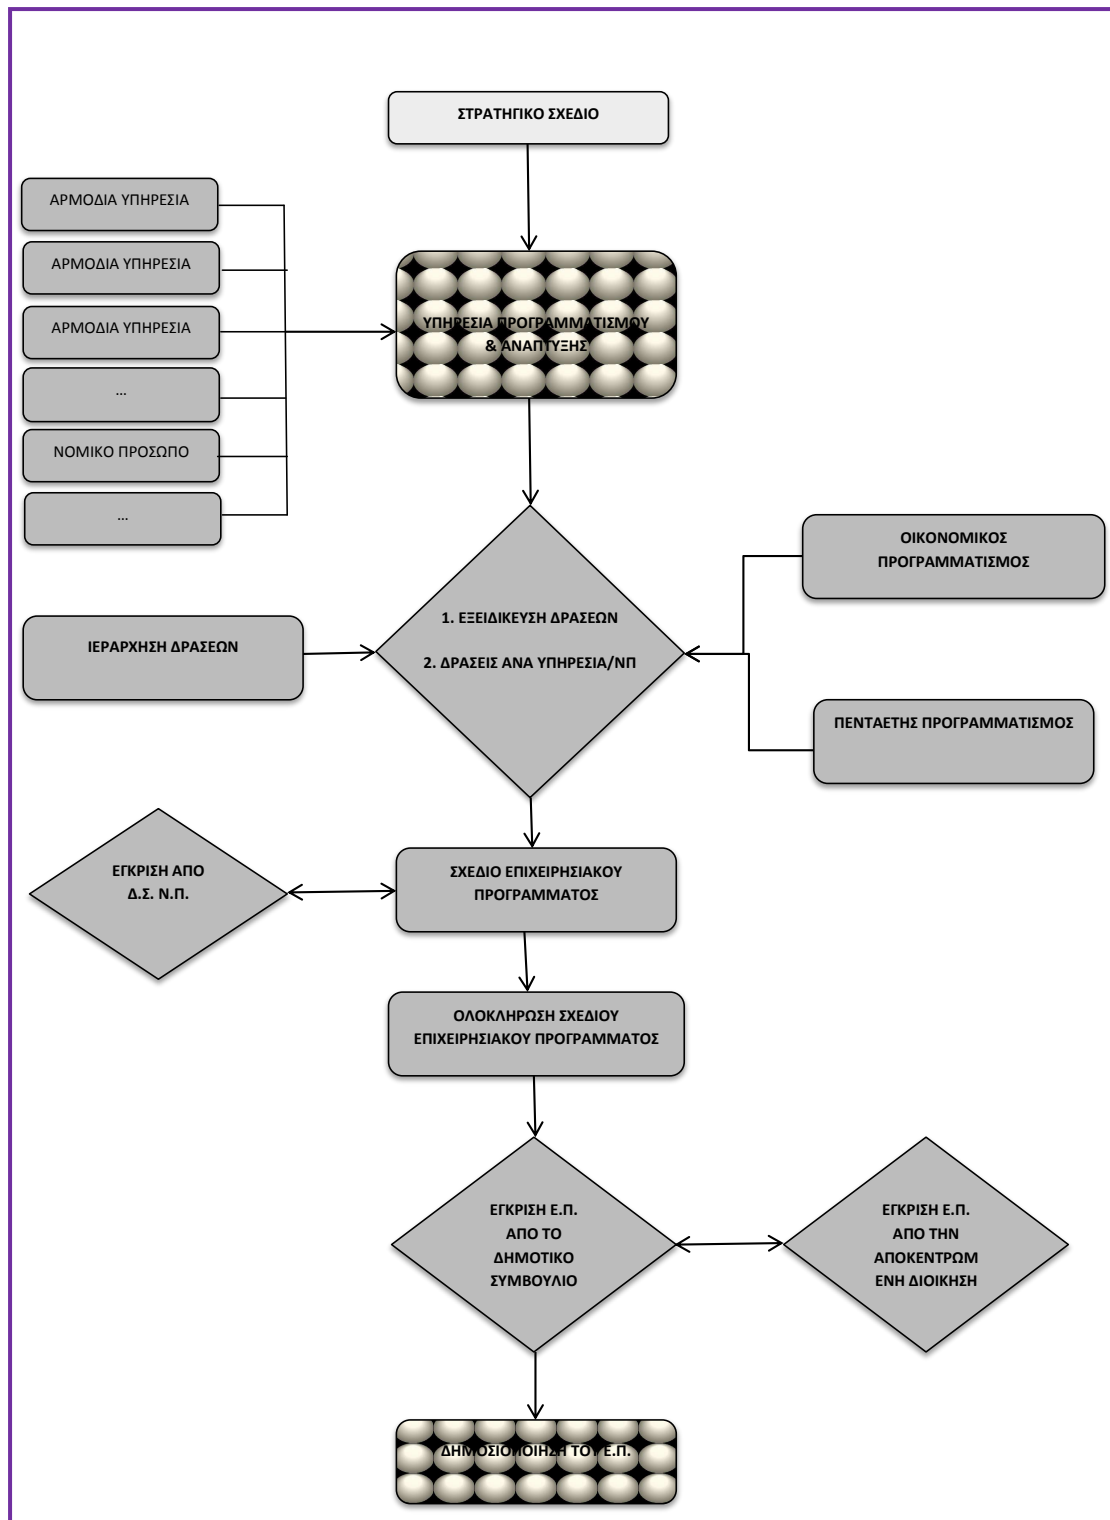 ΣΤΡΑΤΗΓΙΚΟ ΣΧΕΔΙΟ
ΑΡΜΟΔΙΑ ΥΠΗΡΕΣΙΑ
ΑΡΜΟΔΙΑ ΥΠΗΡΕΣΙΑ
ΑΡΜΟΔΙΑ ΥΠΗΡΕΣΙΑ
...
ΝΟΜΙΚΟ ΠΡΟΣΩΠΟ
...
ΥΠΗΡΕΣΙΑ ΠΡΟΓΡΑΜΜΑΤΙΣΜΟΥ
& ΑΝΑΠΤΥΞΗΣ
ΟΙΚΟΝΟΜΙΚΟΣ
ΠΡΟΓΡΑΜΜΑΤΙΣΜΟΣ
ΙΕΡΑΡΧΗΣΗ ΔΡΑΣΕΩΝ
1. ΕΞΕΙΔΙΚΕΥΣΗ ΔΡΑΣΕΩΝ
2. ΔΡΑΣΕΙΣ ΑΝΑ ΥΠΗΡΕΣΙΑ/ΝΠ
ΠΕΝΤΑΕΤΗΣ ΠΡΟΓΡΑΜΜΑΤΙΣΜΟΣ
ΕΓΚΡΙΣΗ ΑΠΟ
Δ.Σ. Ν.Π.
ΣΧΕΔΙΟ ΕΠΙΧΕΙΡΗΣΙΑΚΟΥ
ΠΡΟΓΡΑΜΜΑΤΟΣ
ΟΛΟΚΛΗΡΩΣΗ ΣΧΕΔΙΟΥ
ΕΠΙΧΕΙΡΗΣΙΑΚΟΥ ΠΡΟΓΡΑΜΜΑΤΟΣ
ΕΓΚΡΙΣΗ Ε.Π.
ΑΠΟ ΤΟ
ΔΗΜΟΤΙΚΟ
ΣΥΜΒΟΥΛΙΟ
ΕΓΚΡΙΣΗ Ε.Π.
ΑΠΟ ΤΗΝ
ΑΠΟΚΕΝΤΡΩΜ
ΕΝΗ ΔΙΟΙΚΗΣΗ
ΔΗΜΟΣΙΟΠΟΙΗΣΗ ΤΟΥ Ε.Π.